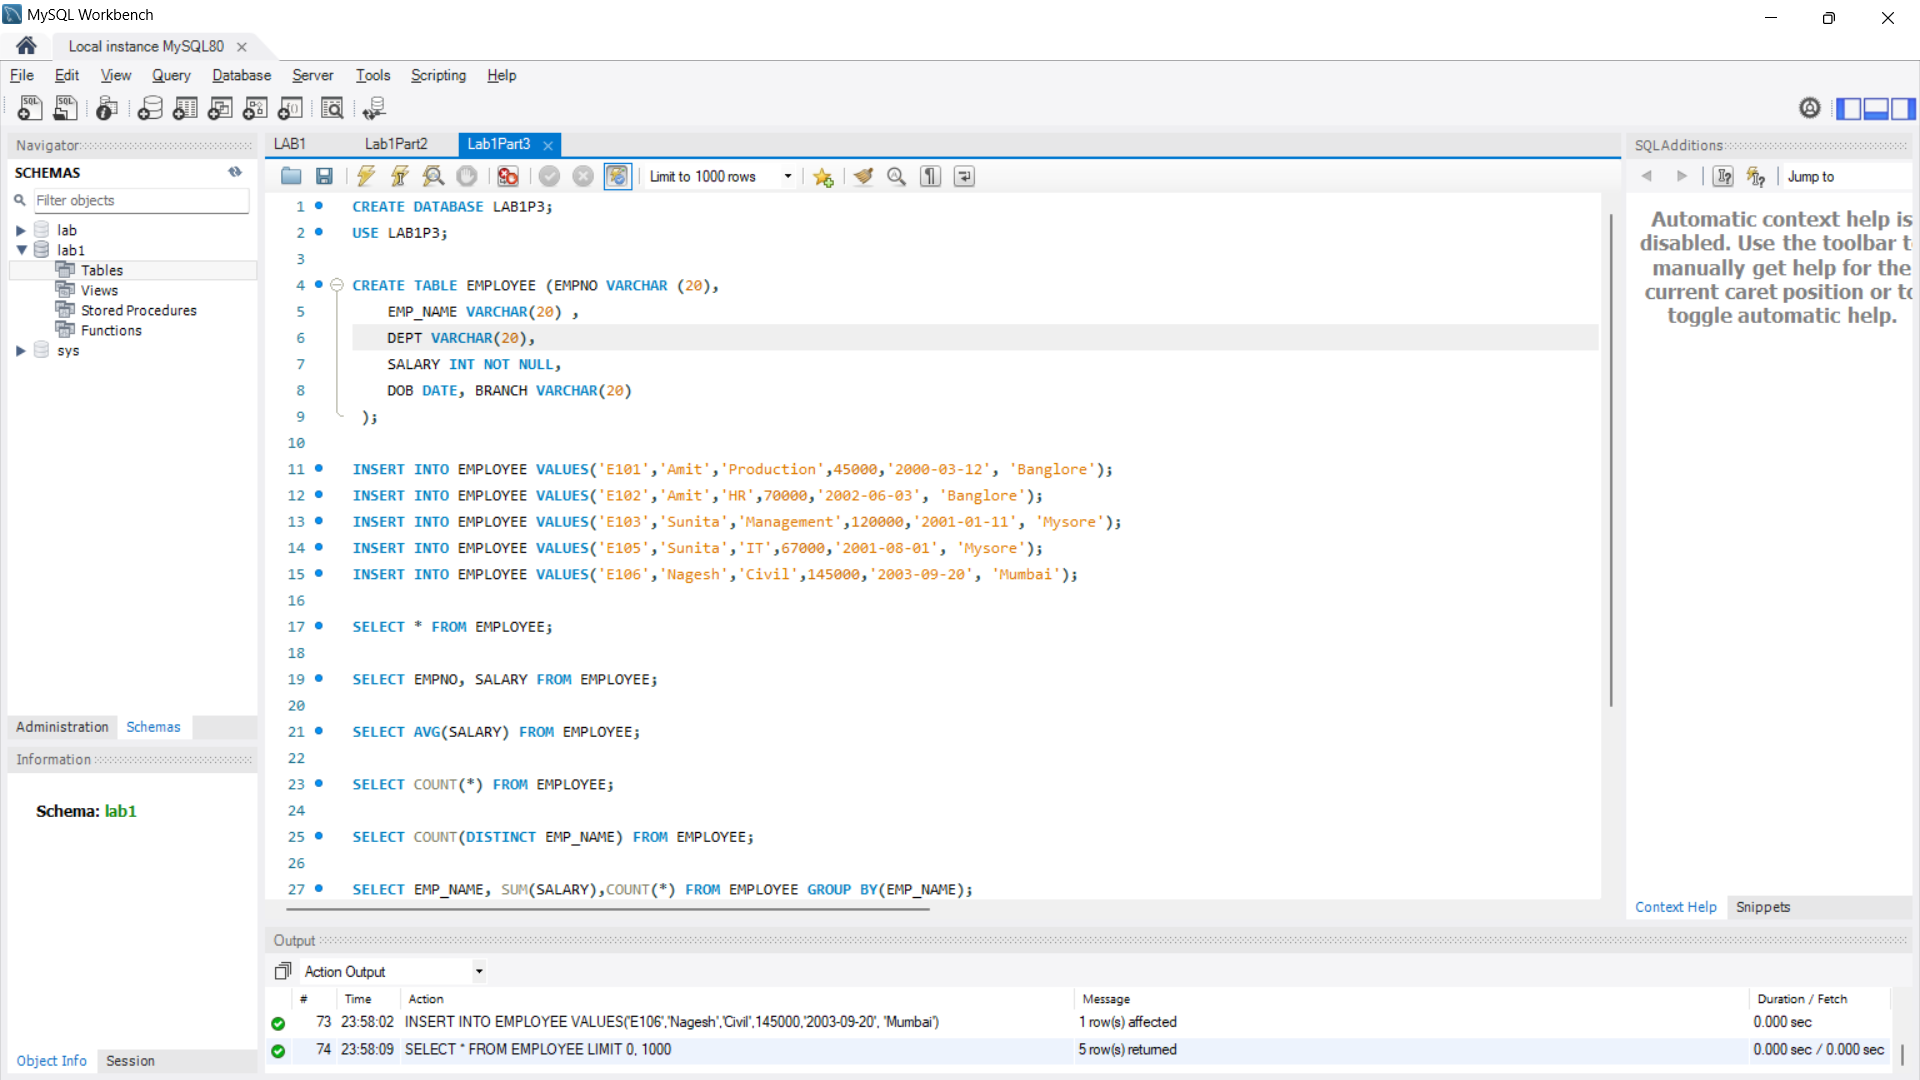 MySQL Workbench
Local instance MySQL80
File Edit View Query Database Server Tools Scripting Help
Navigator
SCHEMAS
Filter objects
lab
lab1
Tables
Views
Stored Procedures
Functions
sys
Administration Schemas
Information
Schema: lab1
Object Info Session
LAB1 Lab1Part2 Lab1Part3
Limit to 1000 rows
1 CREATE DATABASE LAB1P3;
2 USE LAB1P3;
3
4 CREATE TABLE EMPLOYEE (EMPNO VARCHAR (20),
5 EMP_NAME VARCHAR(20) ,
6 DEPT VARCHAR(20),
7 SALARY INT NOT NULL,
8 DOB DATE, BRANCH VARCHAR(20)
9 );
10
11 INSERT INTO EMPLOYEE VALUES('E101','Amit','Production',45000,'2000-03-12', 'Banglore');
12 INSERT INTO EMPLOYEE VALUES('E102','Amit','HR',70000,'2002-06-03', 'Banglore');
13 INSERT INTO EMPLOYEE VALUES('E103','Sunita','Management',120000,'2001-01-11', 'Mysore');
14 INSERT INTO EMPLOYEE VALUES('E105','Sunita','IT',67000,'2001-08-01', 'Mysore');
15 INSERT INTO EMPLOYEE VALUES('E106','Nagesh','Civil',145000,'2003-09-20', 'Mumbai');
16
17 SELECT * FROM EMPLOYEE;
18
19 SELECT EMPNO, SALARY FROM EMPLOYEE;
20
21 SELECT AVG(SALARY) FROM EMPLOYEE;
22
23 SELECT COUNT(*) FROM EMPLOYEE;
24
25 SELECT COUNT(DISTINCT EMP_NAME) FROM EMPLOYEE;
26
27 SELECT EMP_NAME, SUM(SALARY),COUNT(*) FROM EMPLOYEE GROUP BY(EMP_NAME);
SQLAdditions
Jump to
Automatic context help is
disabled. Use the toolbar t
manually get help for the
current caret position or to
toggle automatic help.
Context Help Snippets
Output
Action Output
# Time Action Message Duration / Fetch
73 23:58:02 INSERT INTO EMPLOYEE VALUES('E106','Nagesh','Civil',145000,'2003-09-20', 'Mumbai') 1 row(s) affected 0.000 sec
74 23:58:09 SELECT * FROM EMPLOYEE LIMIT 0, 1000 5 row(s) returned 0.000 sec / 0.000 sec